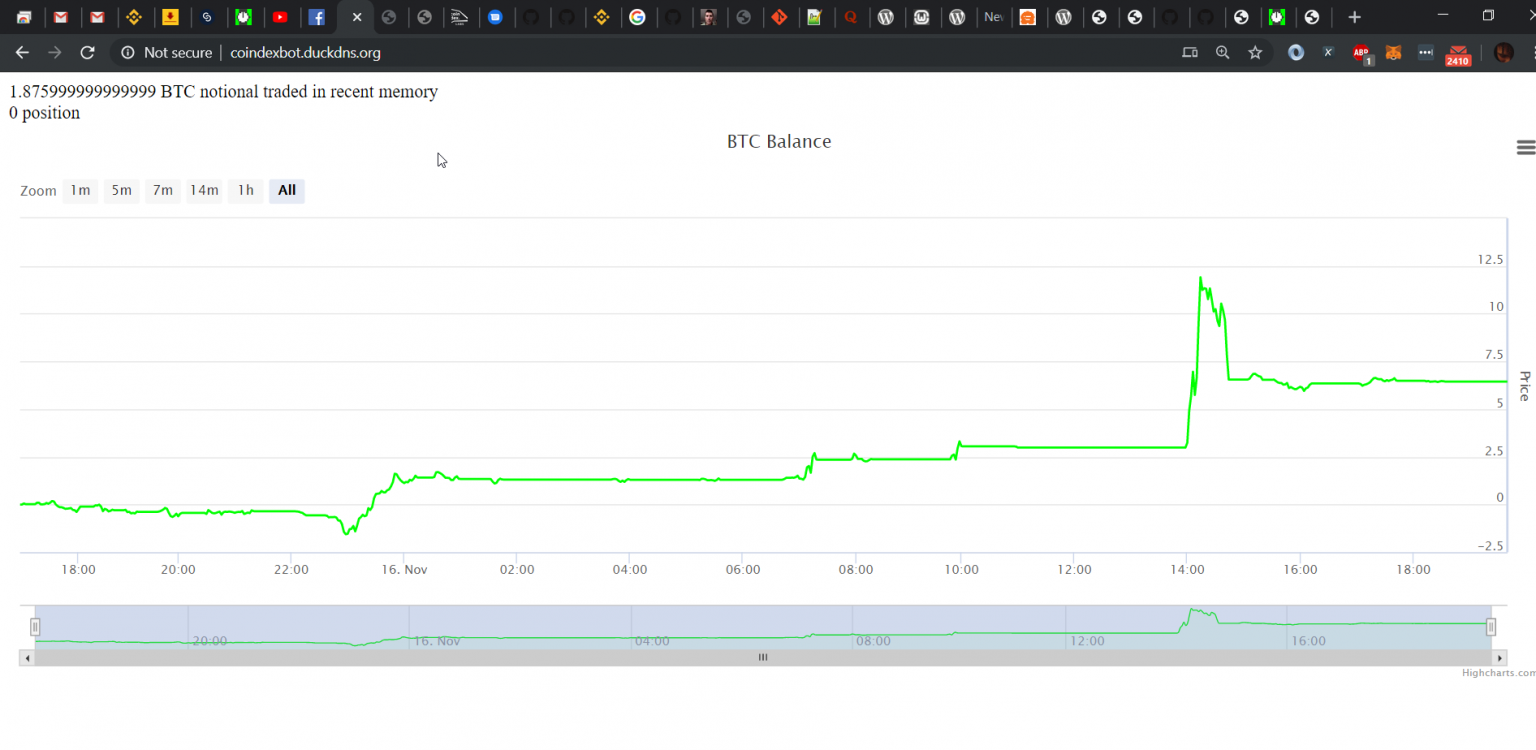 Nev
Not secure | coindexbot.duckdns.org
ABP
1
2410
1.875999999999999 BTC notional traded in recent memory
0 position
BTC Balance
Zoom 1m 5m 7m 14m 1h All
12.5
10
7.5
5
2.5
0
−2.5
Price
18:00 20:00 22:00 16. Nov 02:00 04:00 06:00 08:00 10:00 12:00 14:00 16:00 18:00
20:00 16. Nov 04:00 08:00 12:00 16:00
Highcharts.com